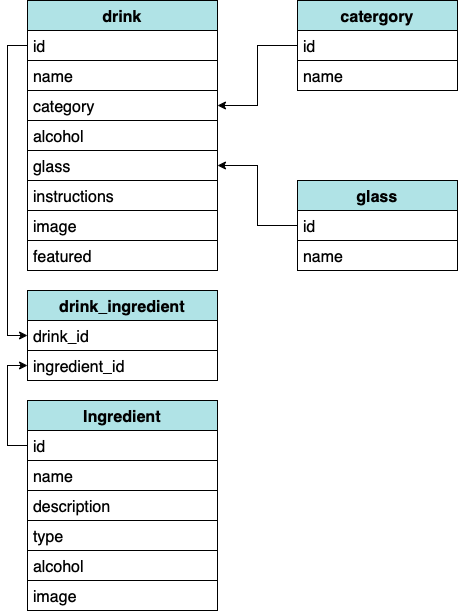 drink
id
name
category
alcohol
glass
instructions
image
featured
catergory
id
name
glass
id
name
drink_ingredient
drink_id
ingredient_id
Ingredient
id
name
description
type
alcohol
image